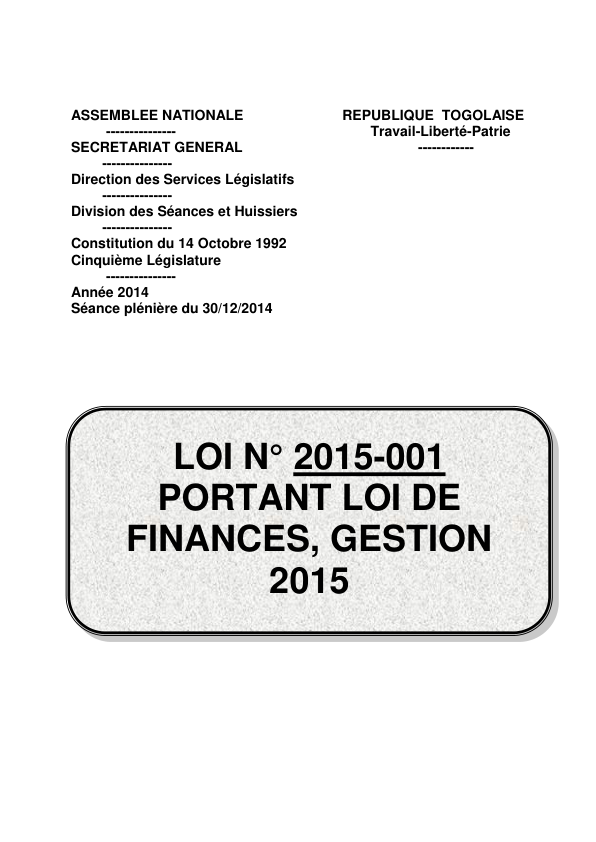 ASSEMBLEE NATIONALE
---------------
SECRETARIAT GENERAL
---------------
Direction des Services Législatifs
---------------
Division des Séances et Huissiers
---------------
Constitution du 14 Octobre 1992
Cinquième Législature
---------------
Année 2014
Séance plénière du 30/12/2014
REPUBLIQUE TOGOLAISE
Travail-Liberté-Patrie
------------
LOI N° 2015-001
PORTANT LOI DE
FINANCES, GESTION
2015